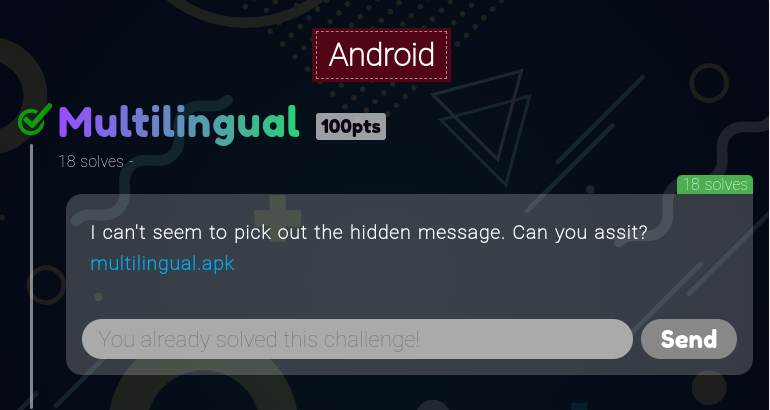 Android
Multilingual 100pts
18 solves -
18 solves
I can't seem to pick out the hidden message. Can you assit?
multilingual.apk
You already solved this challenge! Send